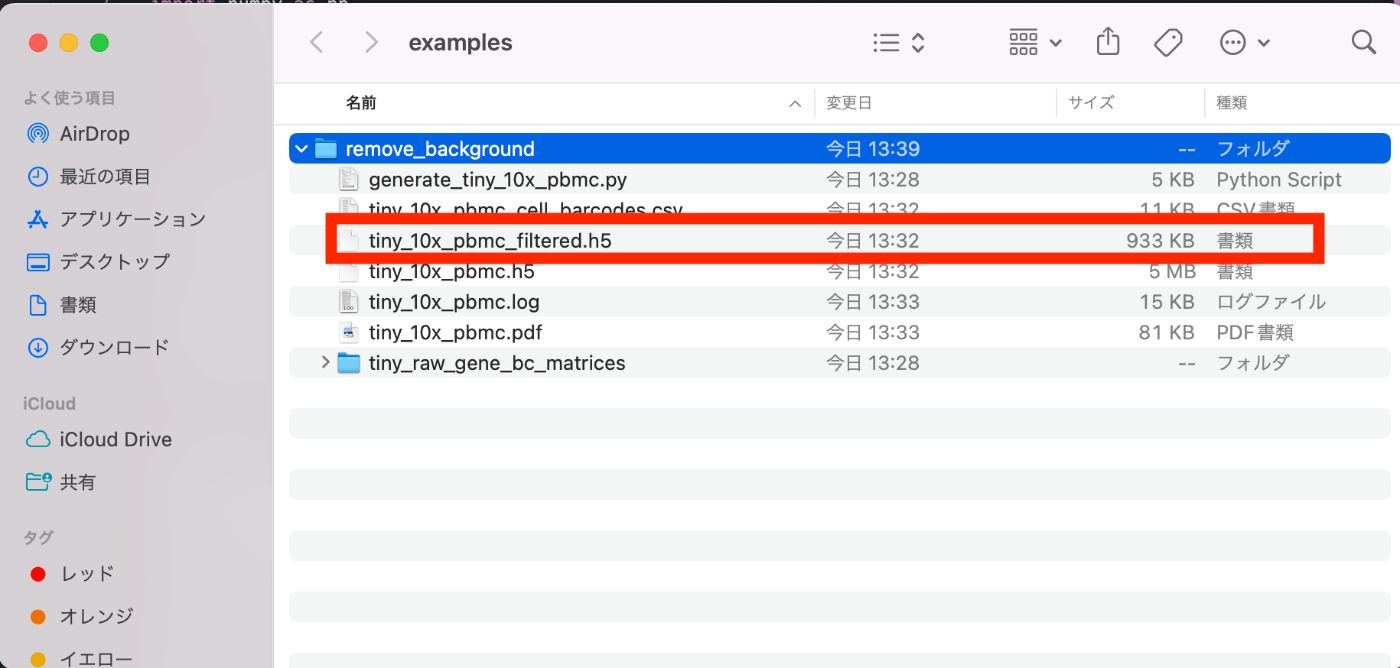 examples
よく使う項目
AirDrop
最近の項目
アプリケーション
デスクトップ
書類
ダウンロード
iCloud
iCloud Drive
共有
タグ
レッド
オレンジ
イエロー
名前 変更日 サイズ 種類
remove_background 今日 13:39 -- フォルダ
generate_tiny_10x_pbmc.py 今日 13:28 5 KB Python Script
tiny_10x_pbmc_cell_barcodes.csv 今日 13:32 11 KB CSV書類
tiny_10x_pbmc_filtered.h5 今日 13:32 933 KB 書類
tiny_10x_pbmc.h5 今日 13:32 5 MB 書類
tiny_10x_pbmc.log 今日 13:33 15 KB ログファイル
tiny_10x_pbmc.pdf 今日 13:33 81 KB PDF書類
tiny_raw_gene_bc_matrices 今日 13:28 -- フォルダ